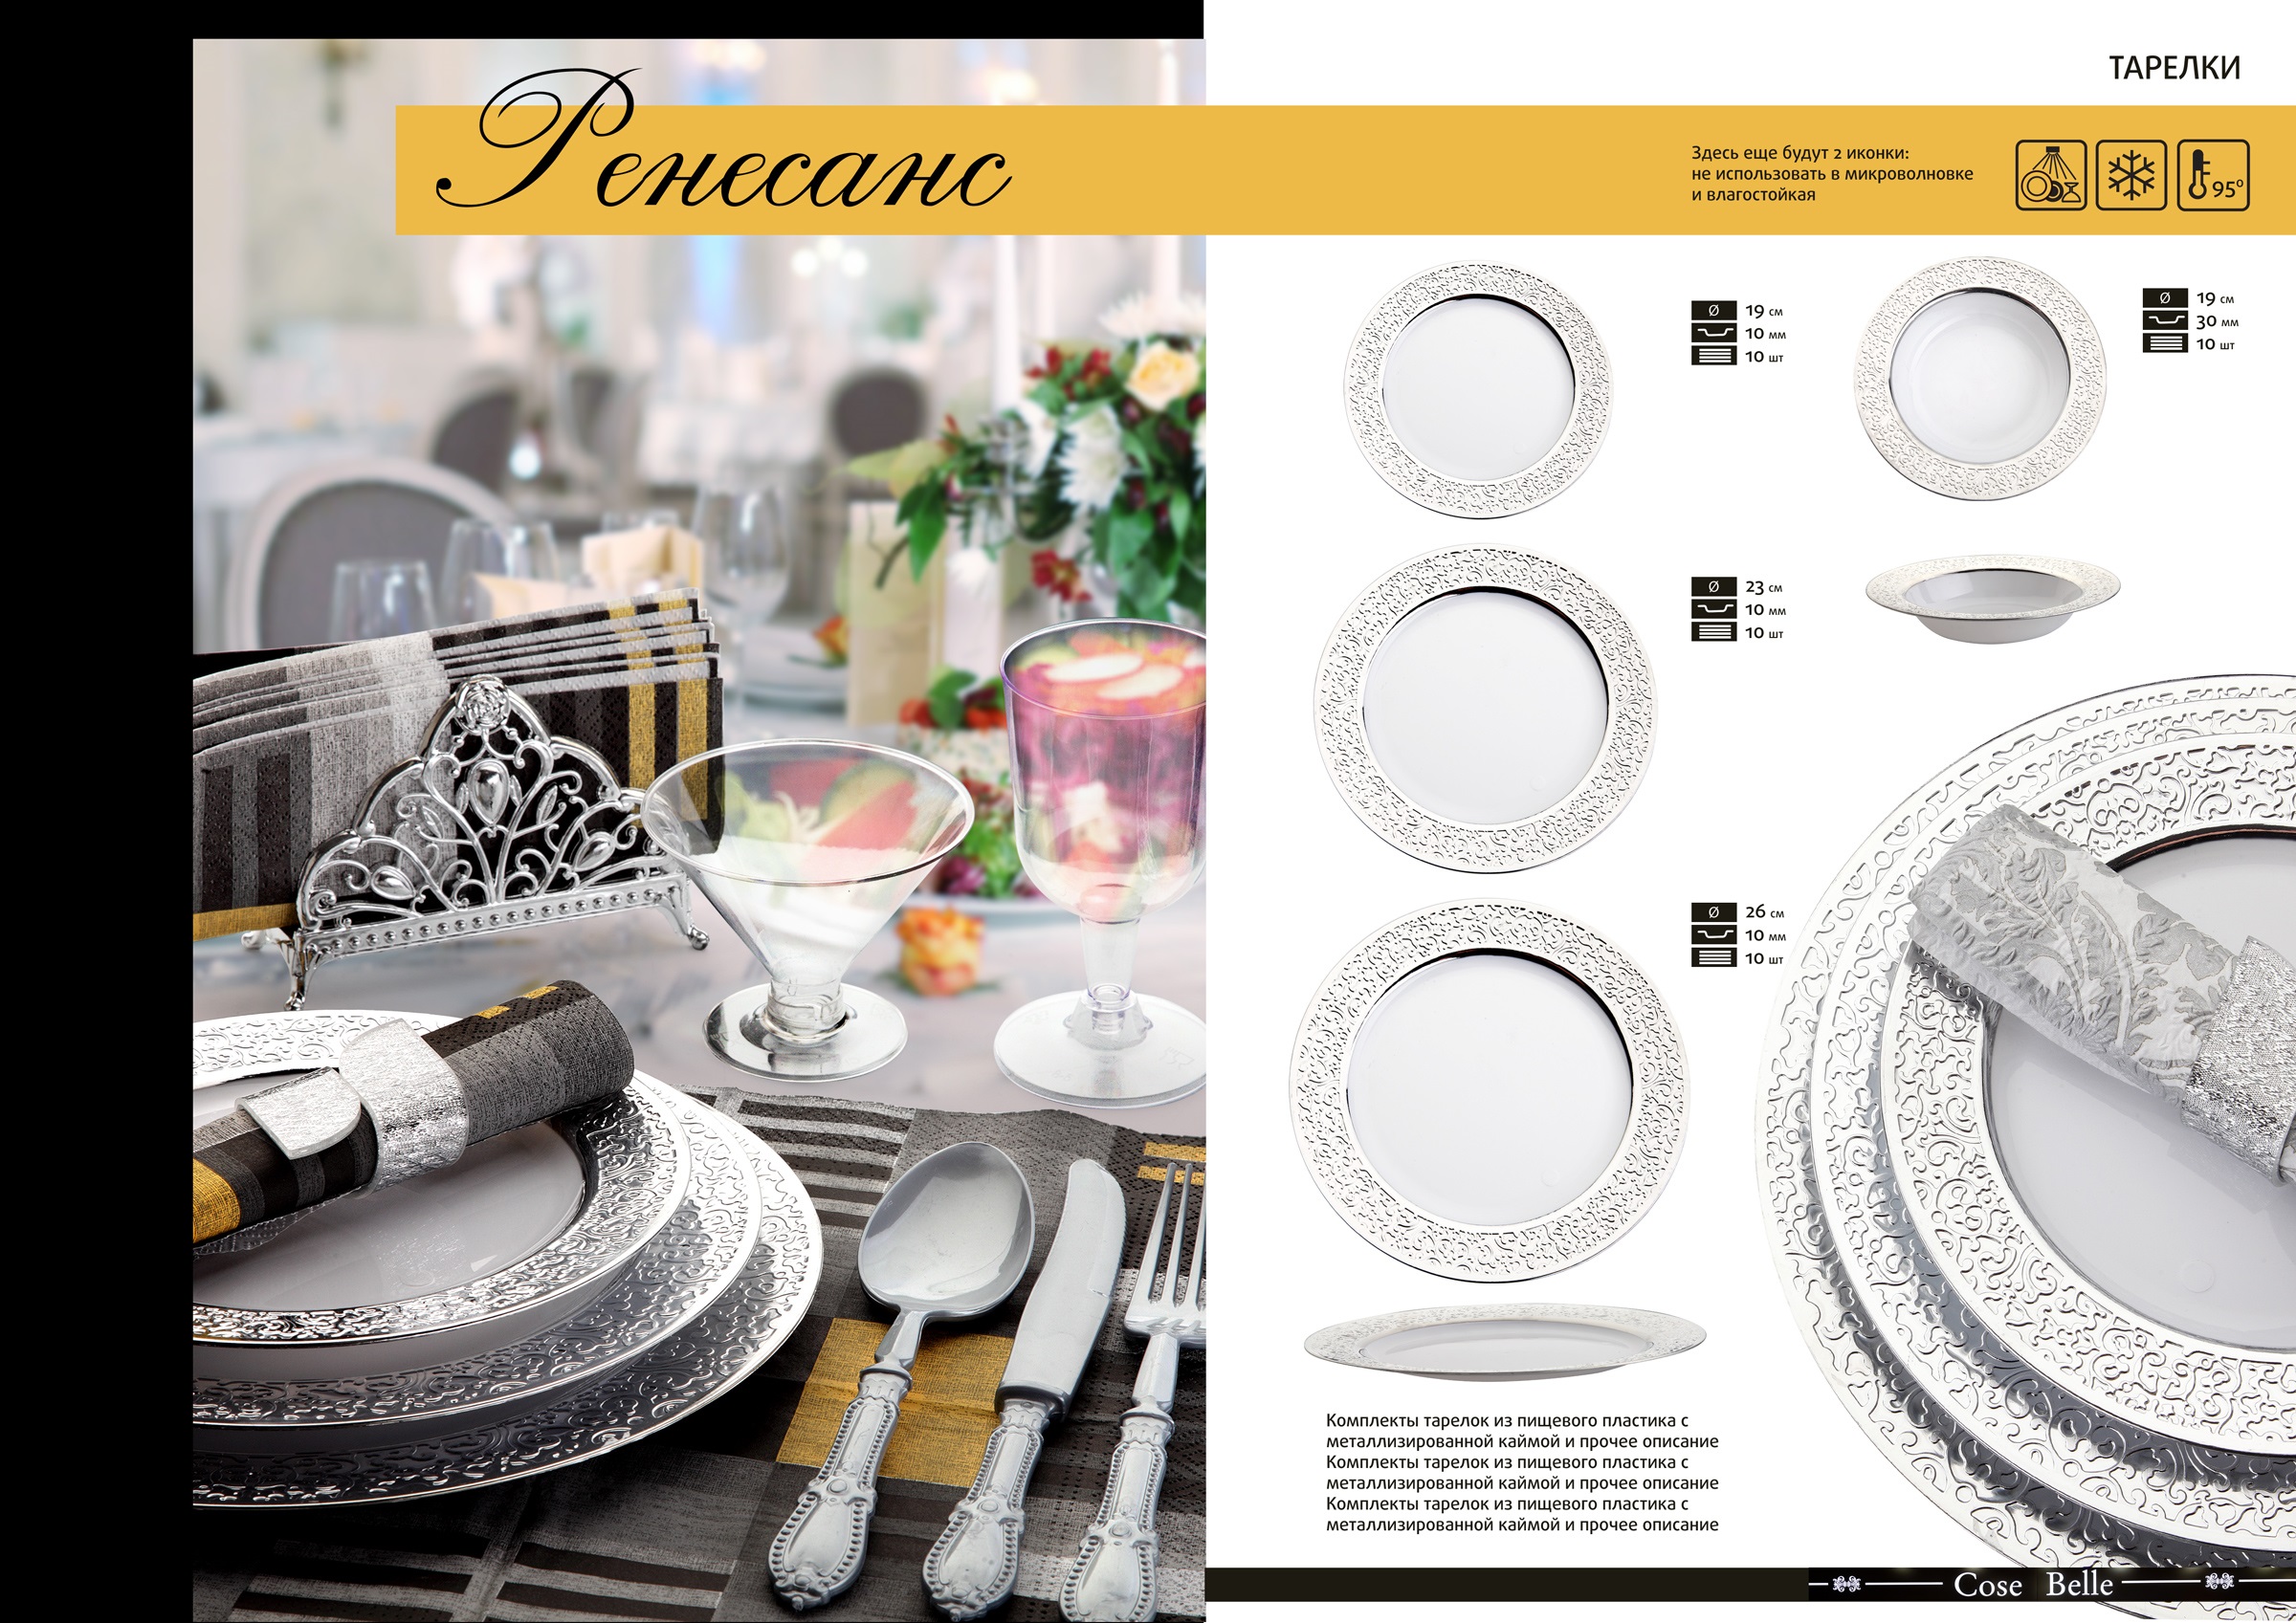 Ренесанс
ТАРЕЛКИ
Здесь еще будут 2 иконки:
не использовать в микроволновке
и влагостойкая
95°
Ø 19 см
10 мм
10 шт
Ø 19 см
30 мм
10 шт
Ø 23 см
10 мм
10 шт
Ø 26 см
10 мм
10 шт
Комплекты тарелок из пищевого пластика с
металлизированной каймой и прочее описание
Комплекты тарелок из пищевого пластика с
металлизированной каймой и прочее описание
Комплекты тарелок из пищевого пластика с
металлизированной каймой и прочее описание
Cose Belle